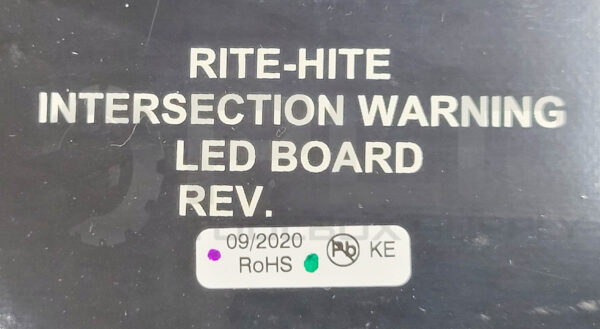 RITE-HITE
INTERSECTION WARNING
LED BOARD
REV.
09/2020
RoHS
Pb
KE